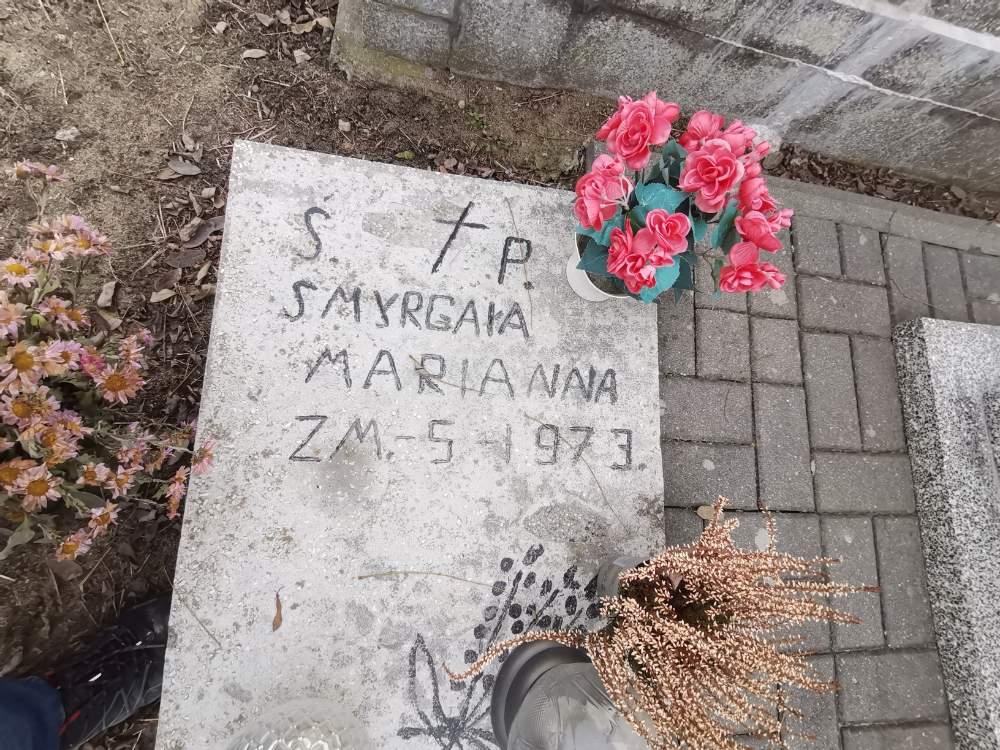 Ś † P.
SMYRGAŁA
MARIANNA
ZM.-5-1973.